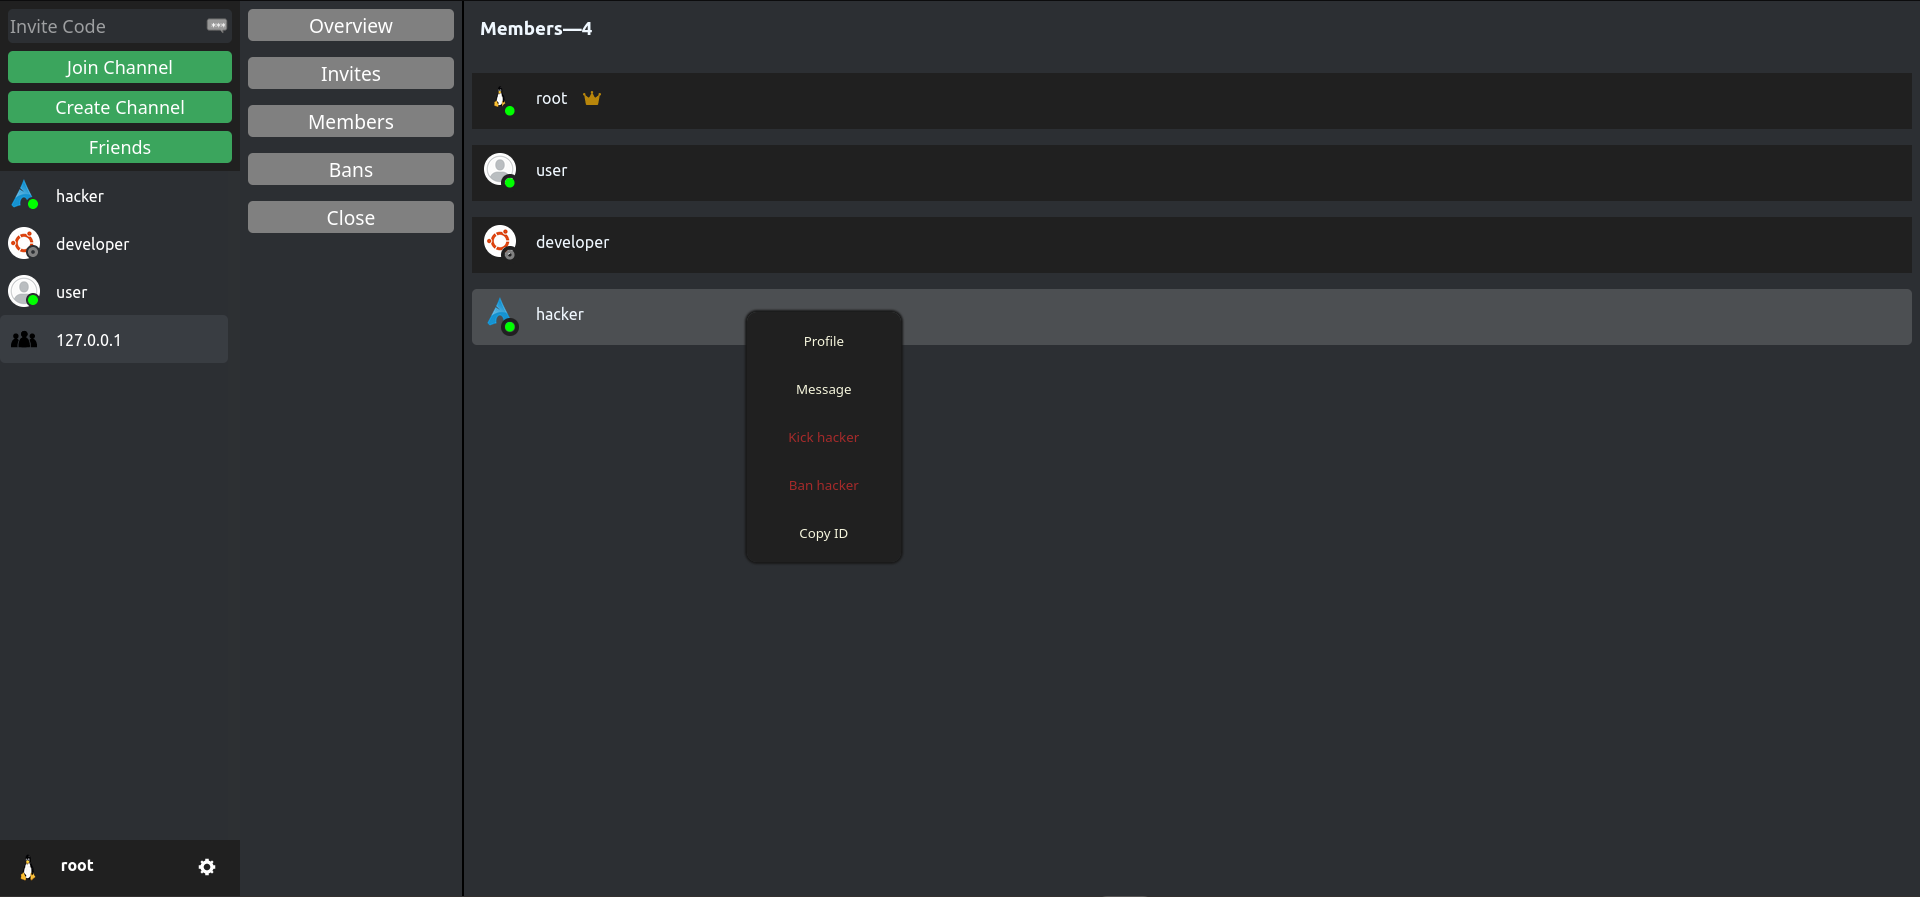 Invite Code
Join Channel
Create Channel
Friends
hacker
developer
user
127.0.0.1
root
Overview
Invites
Members
Bans
Close
Members—4
root
user
developer
hacker
Profile
Message
Kick hacker
Ban hacker
Copy ID